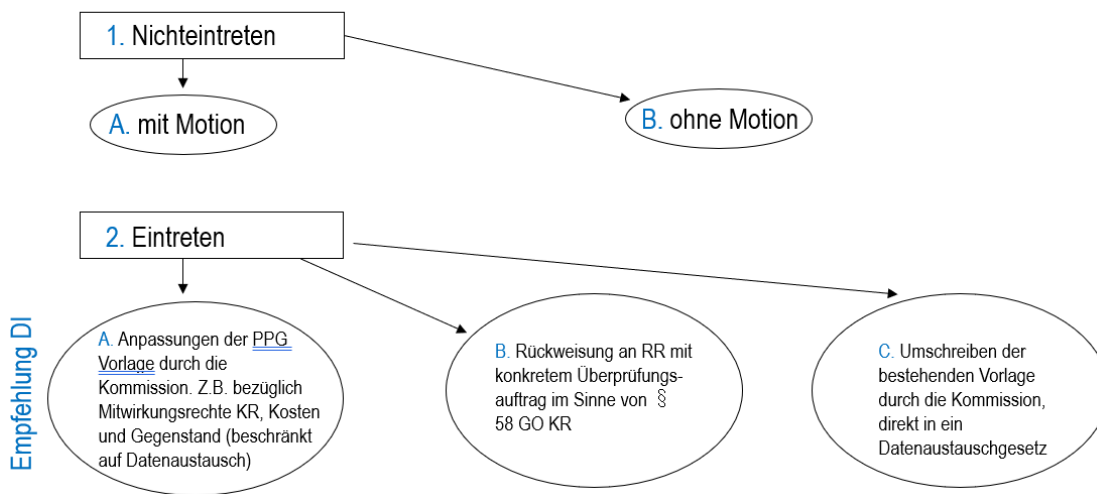 1. Nichteintreten
A. mit Motion
B. ohne Motion
2. Eintreten
Empfehlung DI
A. Anpassungen der PPG
Vorlage durch die
Kommission. Z.B. bezüglich
Mitwirkungsrechte KR, Kosten
und Gegenstand (beschränkt
auf Datenaustausch)
B. Rückweisung an RR mit
konkretem Überprüfungs-
auftrag im Sinne von §
58 GO KR
C. Umschreiben der
bestehenden Vorlage
durch die Kommission,
direkt in ein
Datenaustauschgesetz